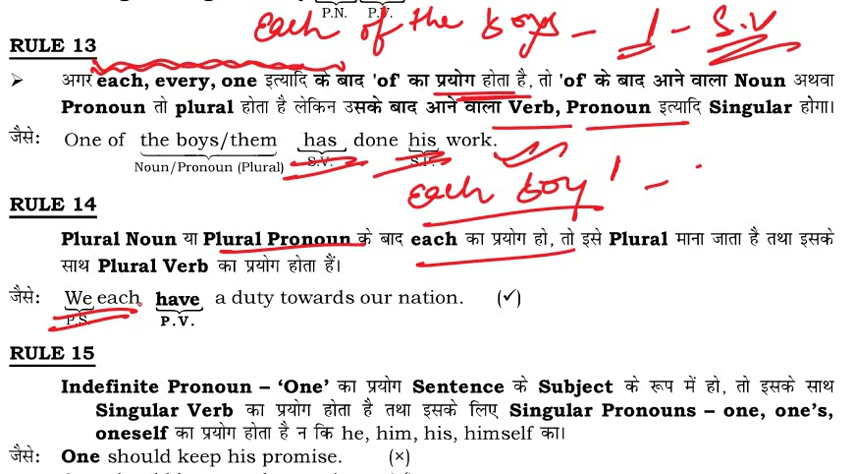 P.N. P.V.
Each of the boys – 1 – S.V
RULE 13
➤ अगर each, every, one इत्यादि के बाद 'of' का प्रयोग होता है, तो 'of' के बाद आने वाला Noun अथवा
Pronoun तो plural होता है लेकिन उसके बाद आने वाला Verb, Pronoun इत्यादि Singular होगा।
जैसे: One of the boys/them has done his work.
Noun/Pronoun (Plural) S.V. S.P.
Each boy 1 –
RULE 14
Plural Noun या Plural Pronoun के बाद each का प्रयोग हो, तो इसे Plural माना जाता है तथा इसके
साथ Plural Verb का प्रयोग होता हैं।
जैसे: We each have a duty towards our nation. (✓)
P.S. P.V.
RULE 15
Indefinite Pronoun – ‘One’ का प्रयोग Sentence के Subject के रूप में हो, तो इसके साथ
Singular Verb का प्रयोग होता है तथा इसके लिए Singular Pronouns – one, one's,
oneself का प्रयोग होता है न कि he, him, his, himself का।
जैसे: One should keep his promise. (×)